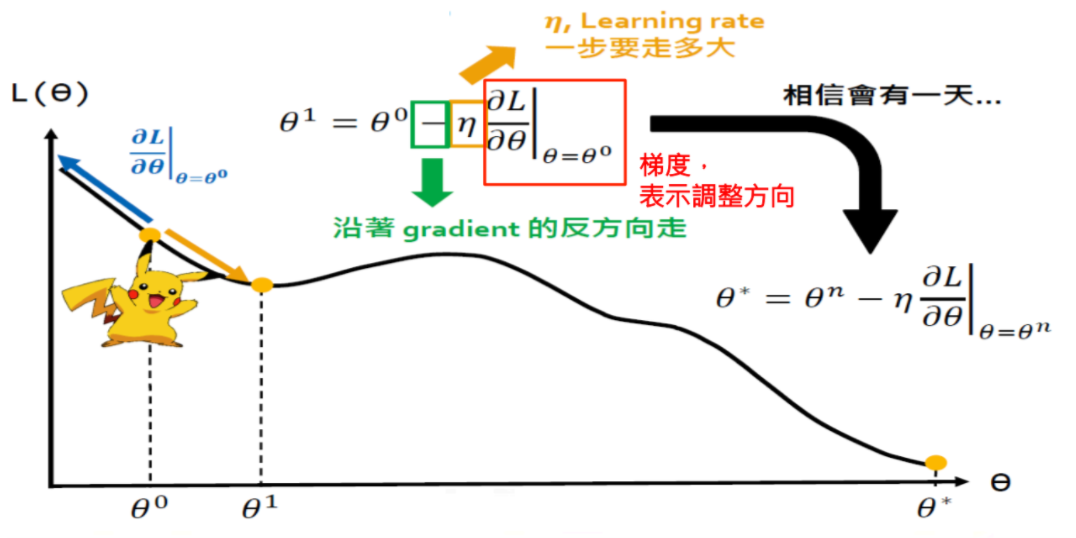 η, Learning rate
一步要走多大
L(Θ)
∂L/∂θ|θ=θ⁰
θ¹ = θ⁰ − η ∂L/∂θ|θ=θ⁰
相信會有一天...
梯度，
表示調整方向
沿著 gradient 的反方向走
θ* = θⁿ − η ∂L/∂θ|θ=θⁿ
Θ
θ⁰ θ¹ θ*